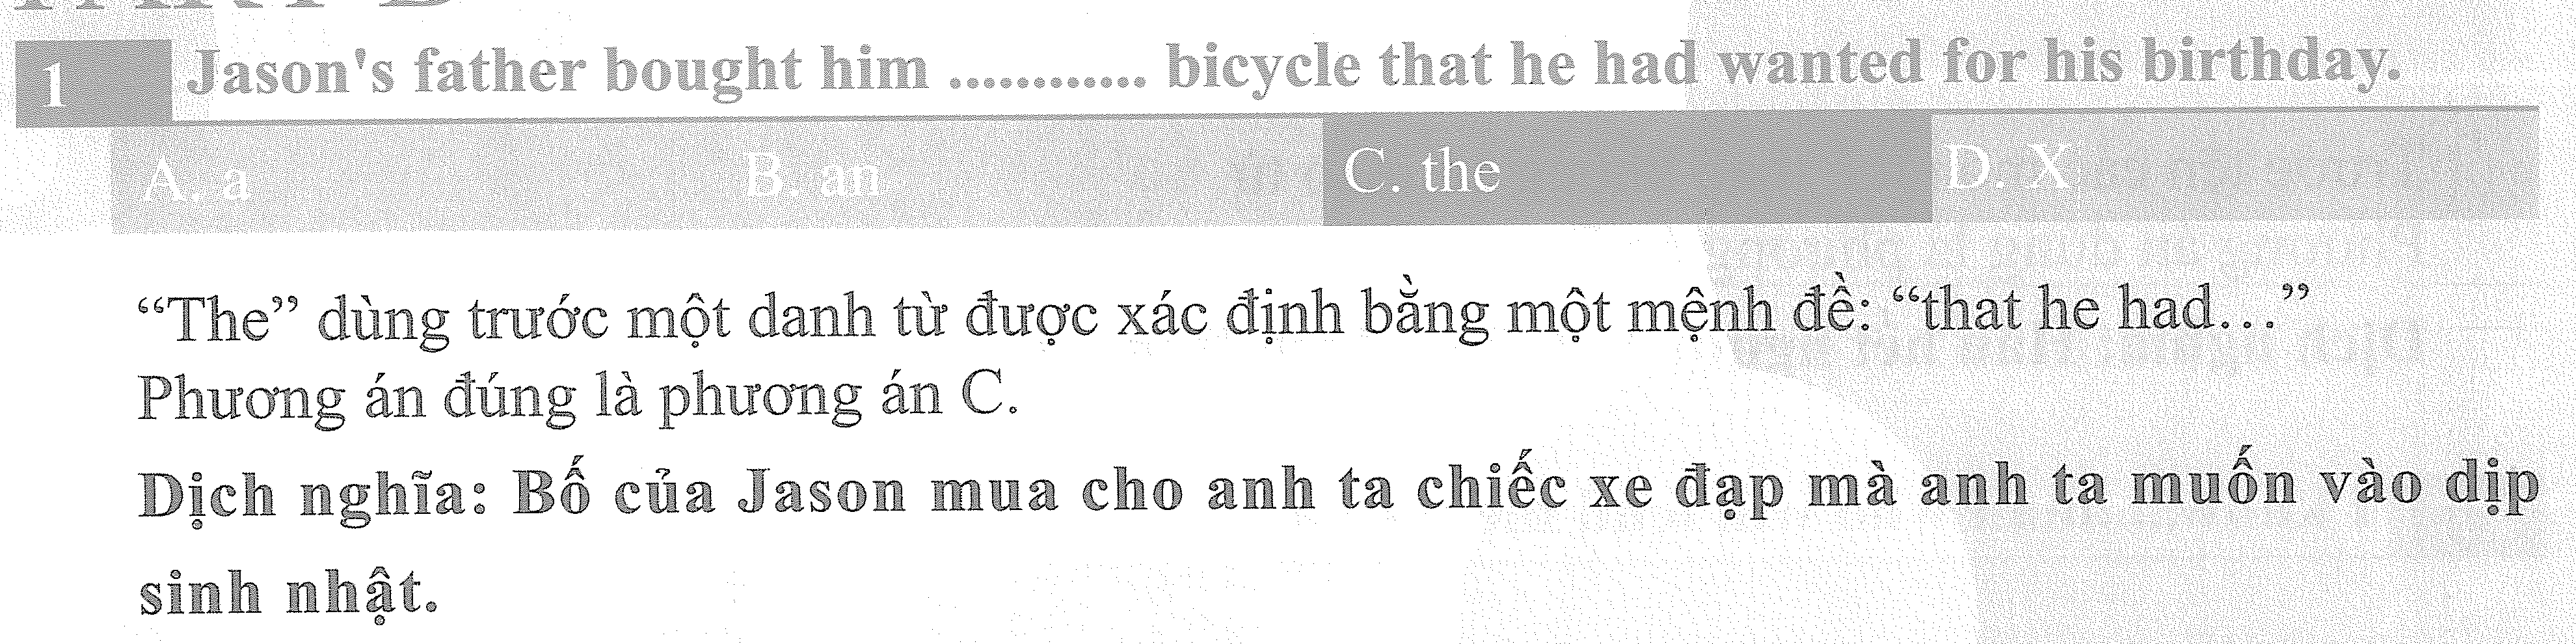 1 Jason's father bought him ............ bicycle that he had wanted for his birthday.
A. a B. an C. the D. X
“The” dùng trước một danh từ được xác định bằng một mệnh đề: “that he had…”
Phương án đúng là phương án C.
Dịch nghĩa: Bố của Jason mua cho anh ta chiếc xe đạp mà anh ta muốn vào dịp
sinh nhật.